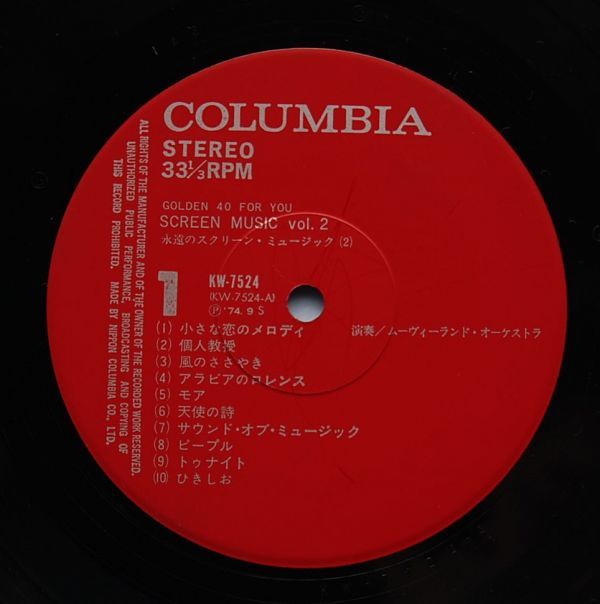 COLUMBIA
STEREO
33⅓RPM
GOLDEN 40 FOR YOU
SCREEN MUSIC vol. 2
永遠のスクリーン・ミュージック(2)
1
KW-7524
(KW-7524-A)
Ⓟ '74. 9 S
演奏/ムーヴィーランド・オーケストラ
(1) 小さな恋のメロディ
(2) 個人教授
(3) 風のささやき
(4) アラビアのロレンス
(5) モア
(6) 天使の詩
(7) サウンド・オブ・ミュージック
(8) ピープル
(9) トゥナイト
(10) ひきしお
ALL RIGHTS OF THE MANUFACTURER AND OF THE OWNER OF THE RECORDED WORK RESERVED.
UNAUTHORIZED PUBLIC PERFORMANCE, BROADCASTING AND COPYING OF
THIS RECORD PROHIBITED. MADE BY NIPPON COLUMBIA CO., LTD.